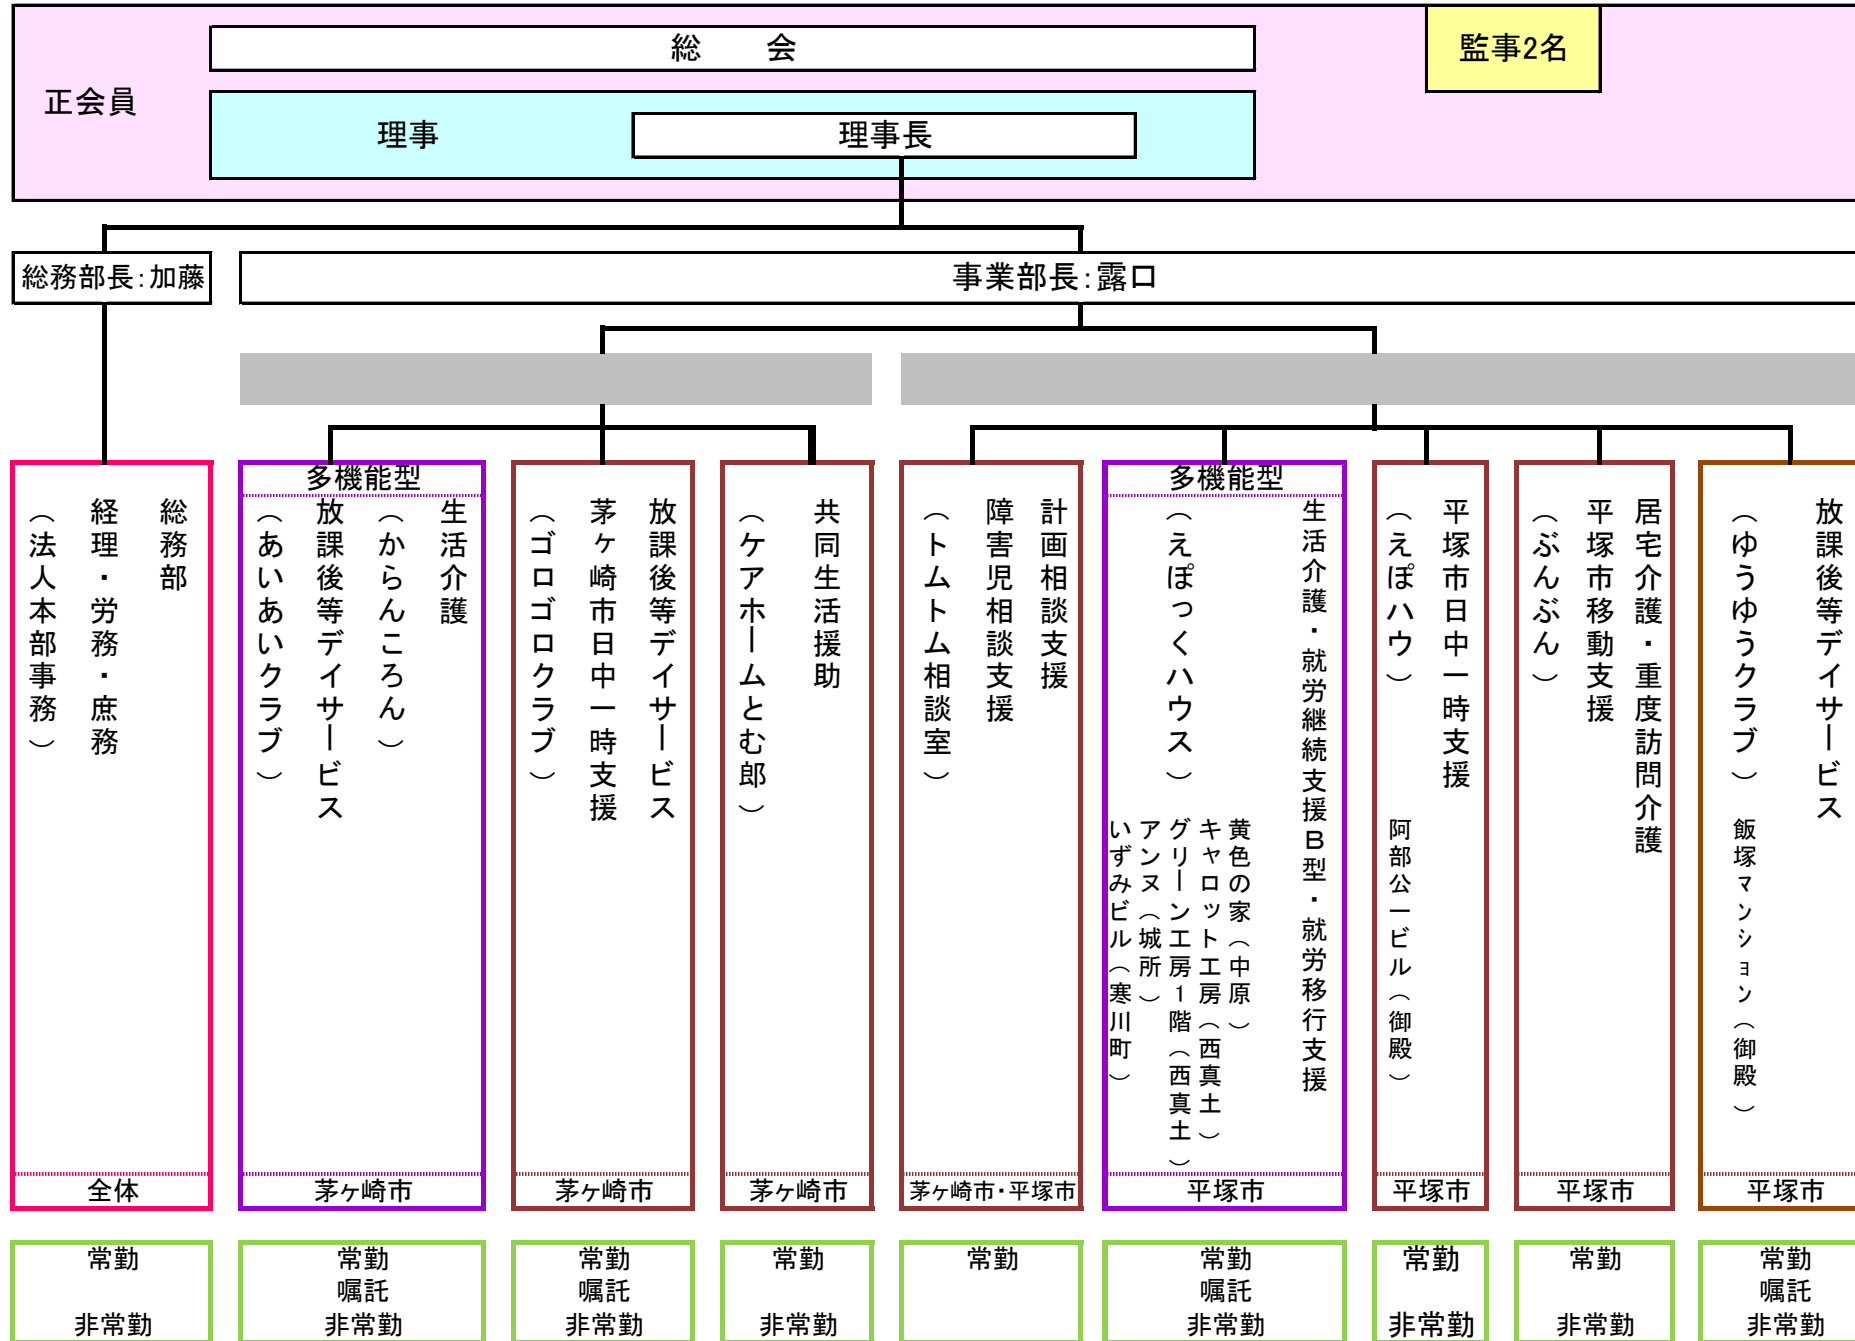 総　会
監事2名
正会員
理事
理事長
総務部長：加藤
事業部長：露口
総務部
経理・労務・庶務
（法人本部事務）
全体
多機能型
生活介護
（からんころん）
放課後等デイサービス
（あいあいクラブ）
茅ヶ崎市
放課後等デイサービス
茅ヶ崎市日中一時支援
（ゴロゴロクラブ）
茅ヶ崎市
共同生活援助
（ケアホームとむ郎）
茅ヶ崎市
計画相談支援
障害児相談支援
（トムトム相談室）
茅ヶ崎市・平塚市
多機能型
生活介護・就労継続支援Ｂ型・就労移行支援
（えぽっくハウス）
黄色の家（中原）
キャロット工房（西真土）
グリーン工房1階（西真土）
アンヌ（城所）
いずみビル（寒川町）
平塚市
平塚市日中一時支援
（えぽハウ）
阿部公一ビル（御殿）
平塚市
居宅介護・重度訪問介護
平塚市移動支援
（ぶんぶん）
平塚市
放課後等デイサービス
（ゆうゆうクラブ）
飯塚マンション（御殿）
平塚市
常勤
非常勤
常勤
嘱託
非常勤
常勤
嘱託
非常勤
常勤
非常勤
常勤
常勤
嘱託
非常勤
常勤
非常勤
常勤
非常勤
常勤
嘱託
非常勤